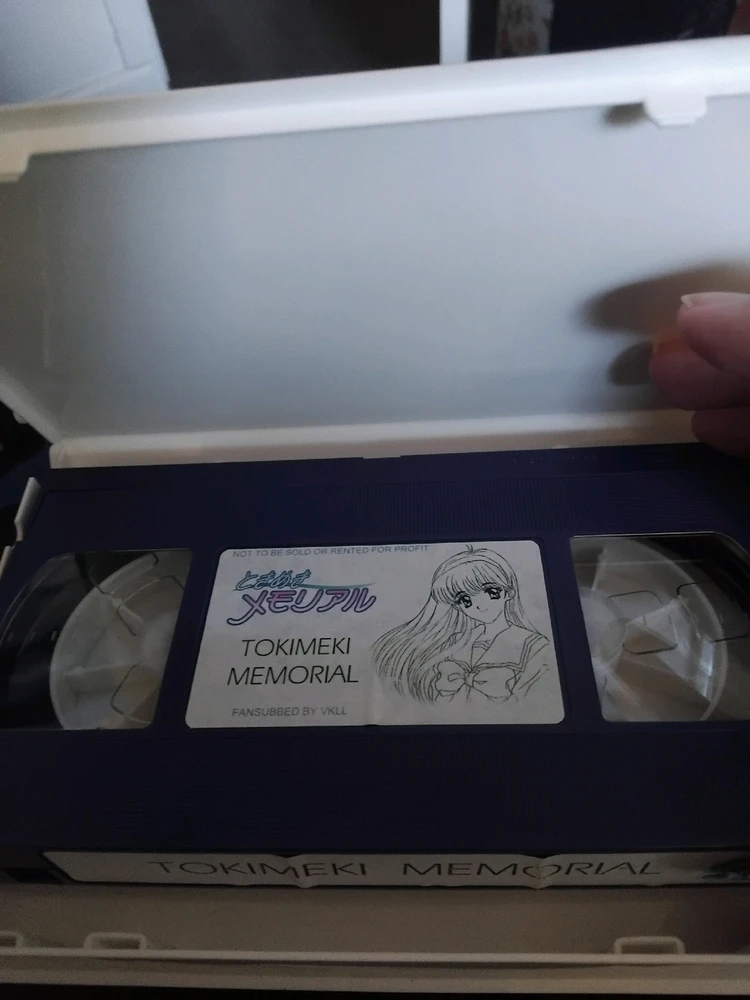 NOT TO BE SOLD OR RENTED FOR PROFIT
ときめき
メモリアル
TOKIMEKI
MEMORIAL
FANSUBBED BY VKLL
TOKIMEKI MEMORIAL